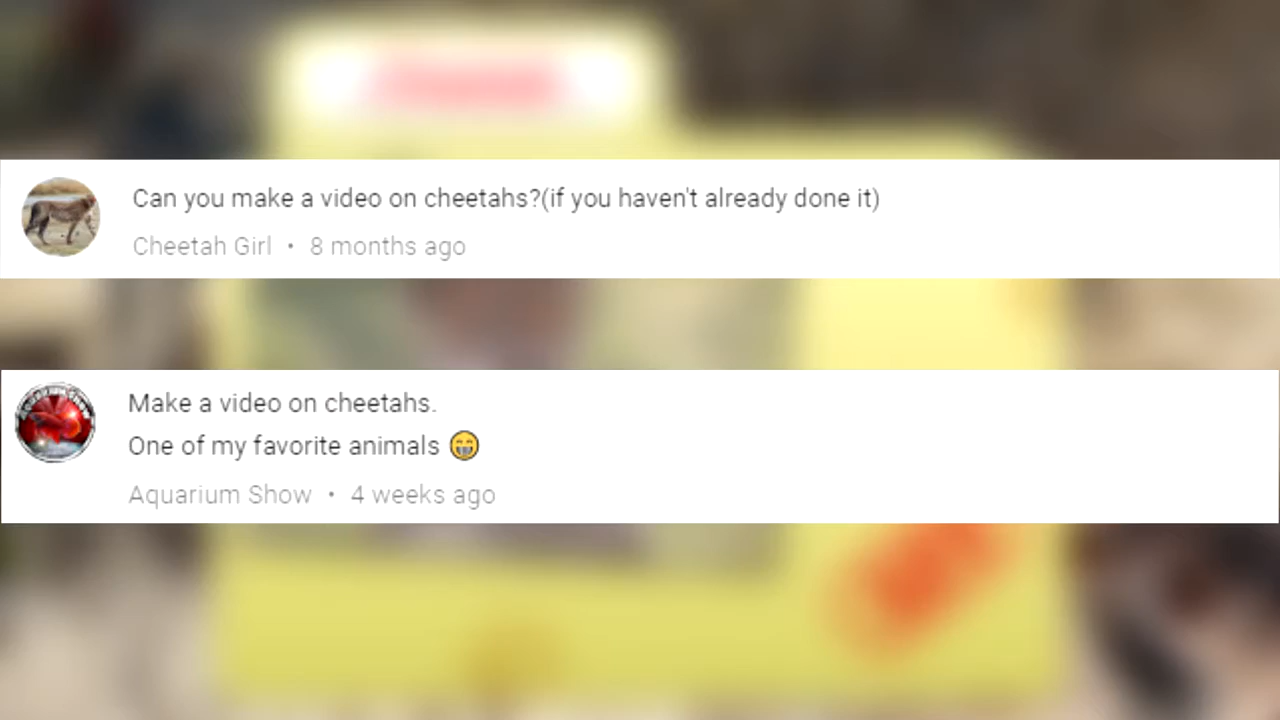 Can you make a video on cheetahs?(if you haven't already done it)
Cheetah Girl • 8 months ago
Make a video on cheetahs.
One of my favorite animals 😁
Aquarium Show • 4 weeks ago